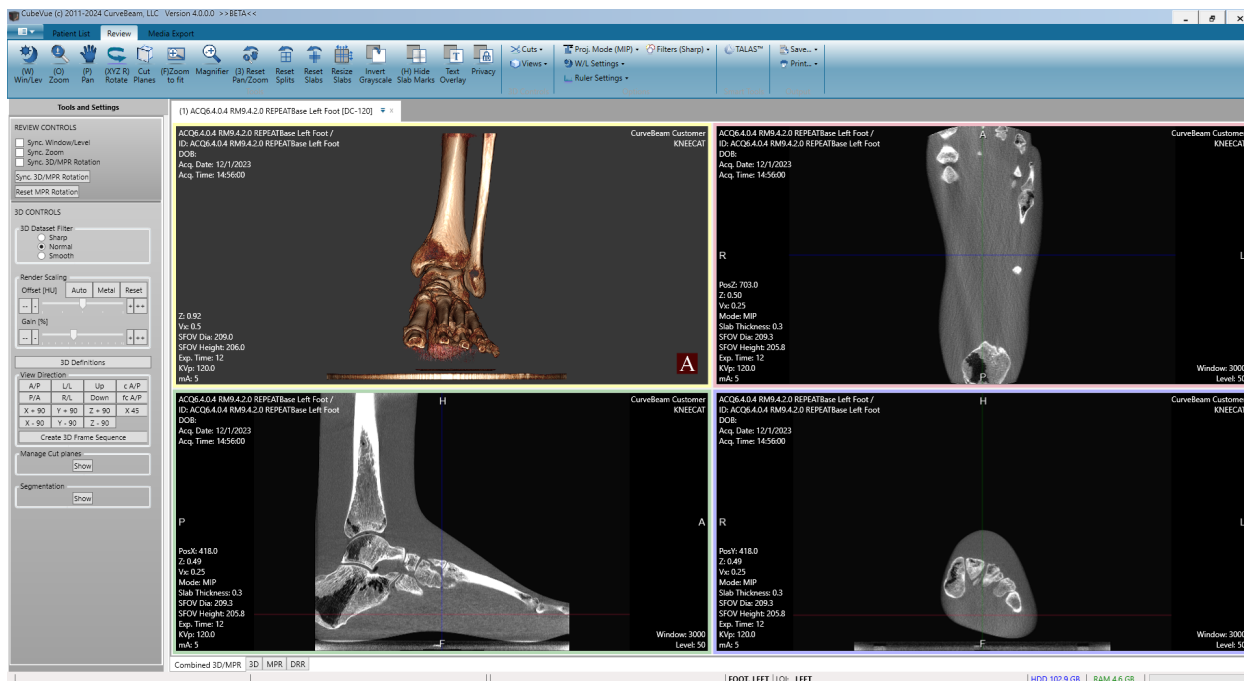 CubeVue (c) 2011-2024 CurveBeam, LLC Version 4.0.0.0 >>BETA<<
Patient List Review Media Export
(W) Win/Lev
(O) Zoom
(P) Pan
(XYZ R) Rotate
Cut Planes
(F)Zoom to fit
Magnifier
(3) Reset Pan/Zoom
Reset Splits
Reset Slabs
Resize Slabs
Invert Grayscale
(H) Hide Slab Marks
Text Overlay
Privacy
Cuts
Views
Proj. Mode (MIP)
Filters (Sharp)
W/L Settings
Ruler Settings
TALAS™
Save...
Print...
Tools and Settings
REVIEW CONTROLS
Sync. Window/Level
Sync. Zoom
Sync. 3D/MPR Rotation
Sync. 3D/MPR Rotation
Reset MPR Rotation
3D CONTROLS
3D Dataset Filter
Sharp
Normal
Smooth
Render Scaling
Offset [HU] Auto Metal Reset
-- - + ++
Gain [%]
-- - + ++
3D Definitions
View Direction
A/P L/L Up c A/P
P/A R/L Down fc A/P
X + 90 Y + 90 Z + 90 X 45
X - 90 Y - 90 Z - 90
Create 3D Frame Sequence
Manage Cut planes
Show
Segmentation
Show
(1) ACQ6.4.0.4 RM9.4.2.0 REPEATBase Left Foot [DC-120]
ACQ6.4.0.4 RM9.4.2.0 REPEATBase Left Foot /
ID: ACQ6.4.0.4 RM9.4.2.0 REPEATBase Left Foot
DOB:
Acq. Date: 12/1/2023
Acq. Time: 14:56:00
CurveBeam Customer
KNEECAT
Z: 0.92
Vx: 0.5
SFOV Dia: 209.0
SFOV Height: 206.0
Exp. Time: 12
KVp: 120.0
mA: 5
A
ACQ6.4.0.4 RM9.4.2.0 REPEATBase Left Foot /
ID: ACQ6.4.0.4 RM9.4.2.0 REPEATBase Left Foot
DOB:
Acq. Date: 12/1/2023
Acq. Time: 14:56:00
A
CurveBeam Customer
KNEECAT
R
L
PosZ: 703.0
Z: 0.50
Vx: 0.25
Mode: MIP
Slab Thickness: 0.3
SFOV Dia: 209.3
SFOV Height: 205.8
Exp. Time: 12
KVp: 120.0
mA: 5
P
Window: 3000
Level: 50
ACQ6.4.0.4 RM9.4.2.0 REPEATBase Left Foot /
ID: ACQ6.4.0.4 RM9.4.2.0 REPEATBase Left Foot
DOB:
Acq. Date: 12/1/2023
Acq. Time: 14:56:00
H
CurveBeam Customer
KNEECAT
P
A
PosX: 418.0
Z: 0.49
Vx: 0.25
Mode: MIP
Slab Thickness: 0.3
SFOV Dia: 209.3
SFOV Height: 205.8
Exp. Time: 12
KVp: 120.0
mA: 5
F
Window: 3000
Level: 50
ACQ6.4.0.4 RM9.4.2.0 REPEATBase Left Foot /
ID: ACQ6.4.0.4 RM9.4.2.0 REPEATBase Left Foot
DOB:
Acq. Date: 12/1/2023
Acq. Time: 14:56:00
H
CurveBeam Customer
KNEECAT
R
L
PosY: 418.0
Z: 0.49
Vx: 0.25
Mode: MIP
Slab Thickness: 0.3
SFOV Dia: 209.3
SFOV Height: 205.8
Exp. Time: 12
KVp: 120.0
mA: 5
F
Window: 3000
Level: 50
Combined 3D/MPR 3D MPR DRR
FOOT, LEFT LEFT HDD 102.9 GB RAM 4.6 GB